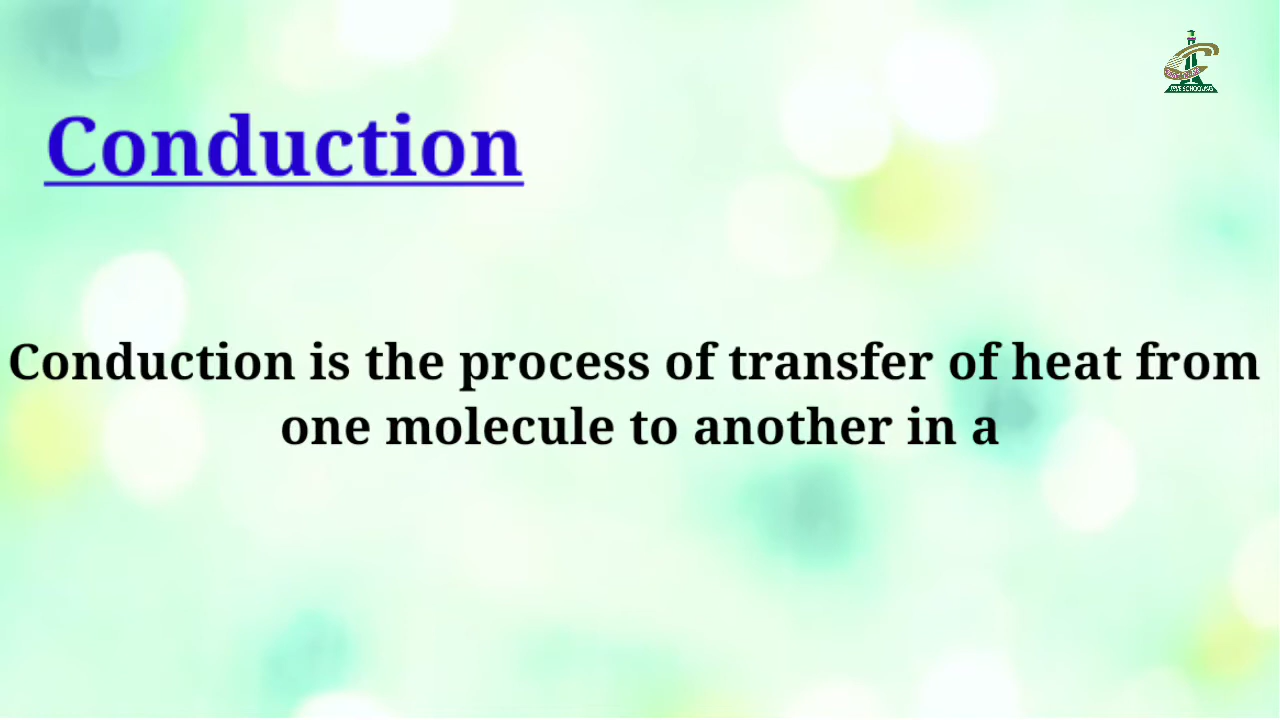 Conduction
Conduction is the process of transfer of heat from
one molecule to another in a